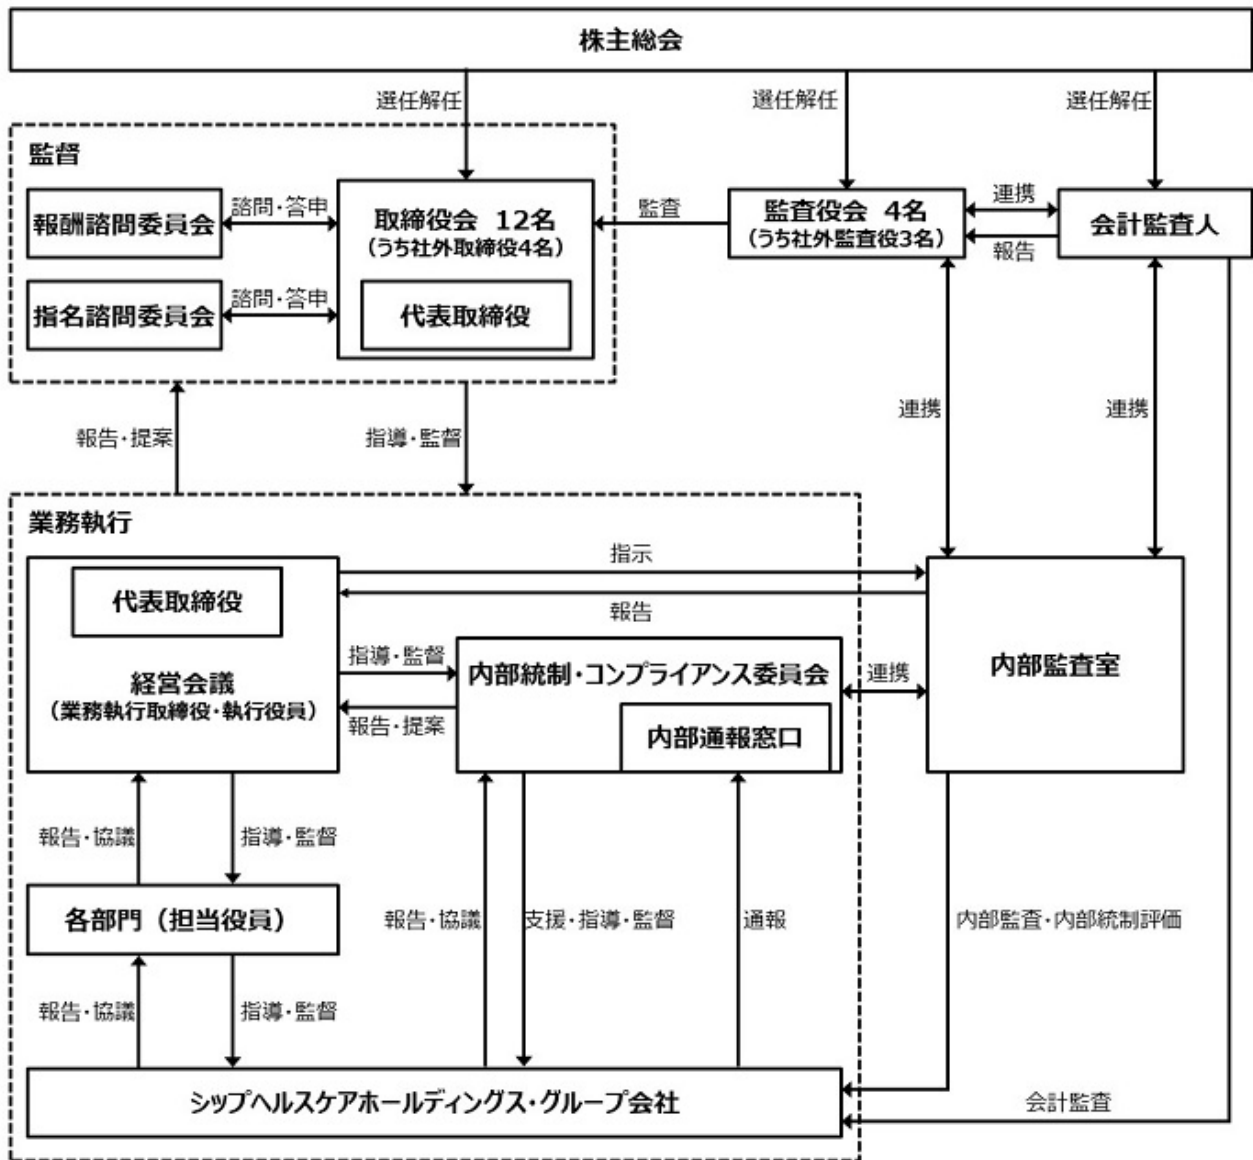 株主総会
選任解任
選任解任
選任解任
監督
報酬諮問委員会
諮問・答申
取締役会 12名
（うち社外取締役4名）
監査
監査役会 4名
（うち社外監査役3名）
連携
報告
会計監査人
指名諮問委員会
諮問・答申
代表取締役
連携
連携
報告・提案
指導・監督
業務執行
代表取締役
指示
報告
経営会議
（業務執行取締役・執行役員）
指導・監督
報告・提案
内部統制・コンプライアンス委員会
内部通報窓口
連携
内部監査室
報告・協議
指導・監督
各部門（担当役員）
報告・協議
支援・指導・監督
通報
内部監査・内部統制評価
報告・協議
指導・監督
シップヘルスケアホールディングス・グループ会社
会計監査